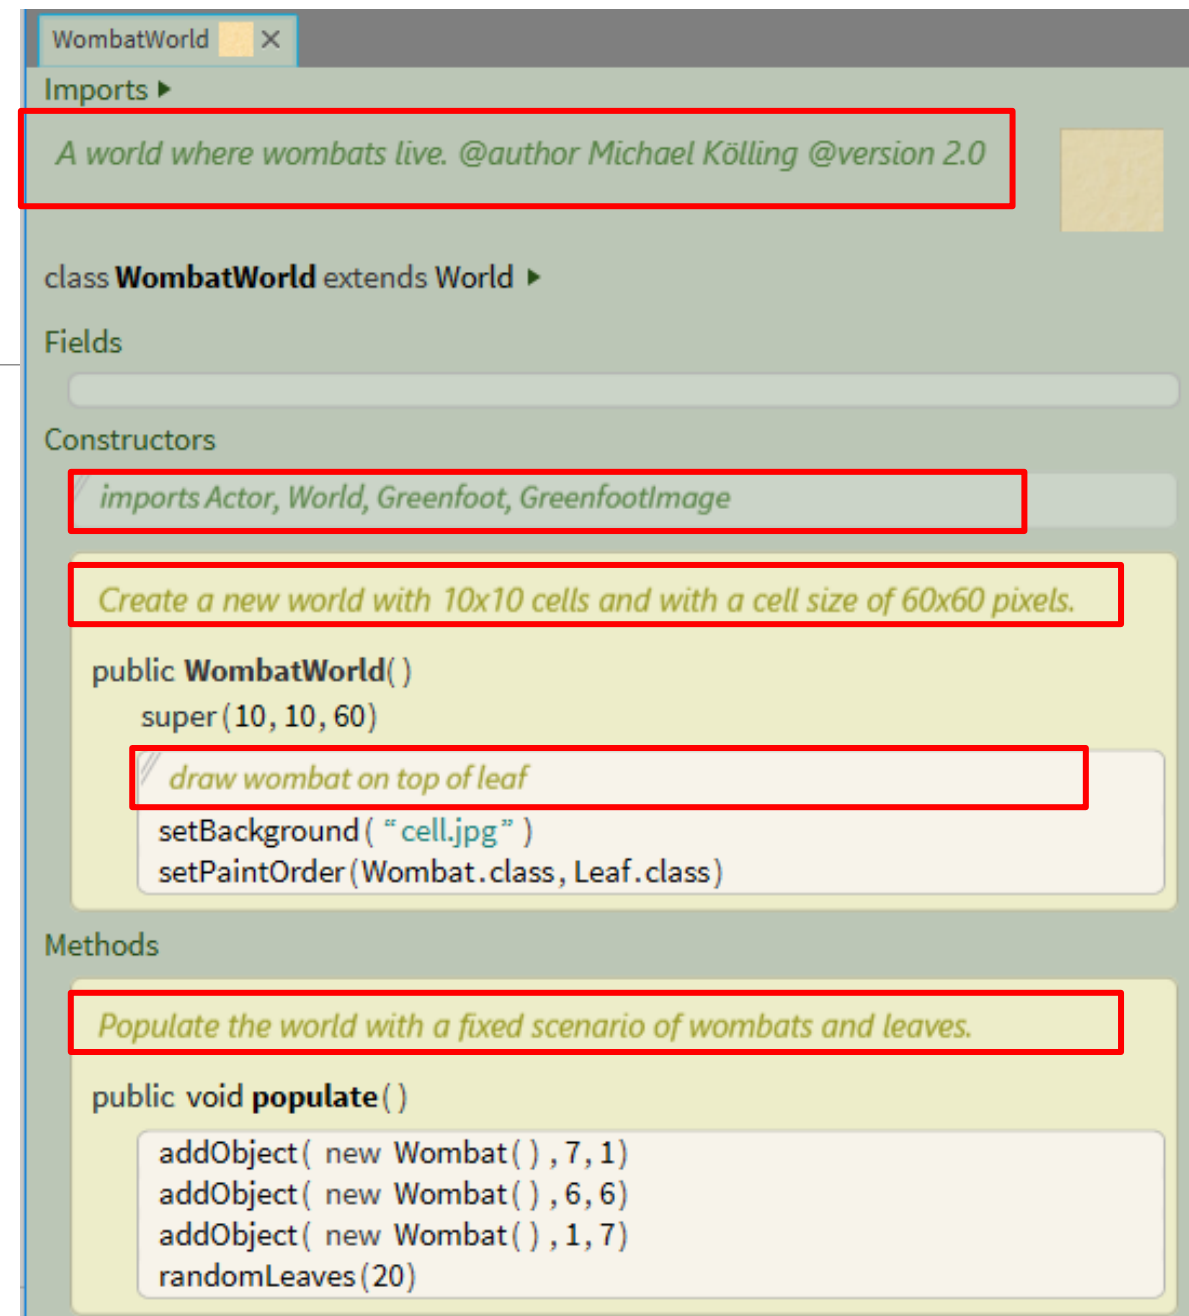 WombatWorld
Imports
A world where wombats live. @author Michael Kölling @version 2.0
class WombatWorld extends World
Fields
Constructors
// imports Actor, World, Greenfoot, GreenfootImage
Create a new world with 10x10 cells and with a cell size of 60x60 pixels.
public WombatWorld()
super(10, 10, 60)
// draw wombat on top of leaf
setBackground( “cell.jpg” )
setPaintOrder(Wombat.class, Leaf.class)
Methods
Populate the world with a fixed scenario of wombats and leaves.
public void populate()
addObject( new Wombat() , 7, 1)
addObject( new Wombat() , 6, 6)
addObject( new Wombat() , 1, 7)
randomLeaves(20)